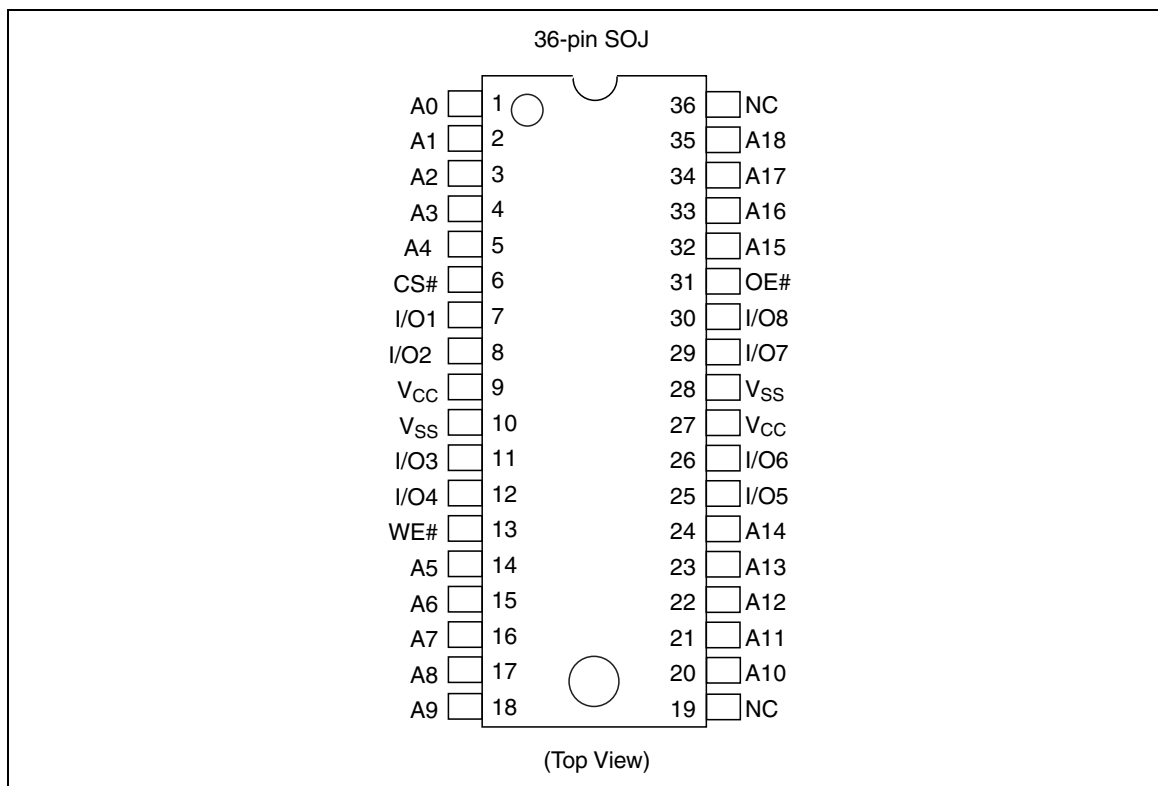 36-pin SOJ
A0 1 36 NC
A1 2 35 A18
A2 3 34 A17
A3 4 33 A16
A4 5 32 A15
CS# 6 31 OE#
I/O1 7 30 I/O8
I/O2 8 29 I/O7
VCC 9 28 VSS
VSS 10 27 VCC
I/O3 11 26 I/O6
I/O4 12 25 I/O5
WE# 13 24 A14
A5 14 23 A13
A6 15 22 A12
A7 16 21 A11
A8 17 20 A10
A9 18 19 NC
(Top View)